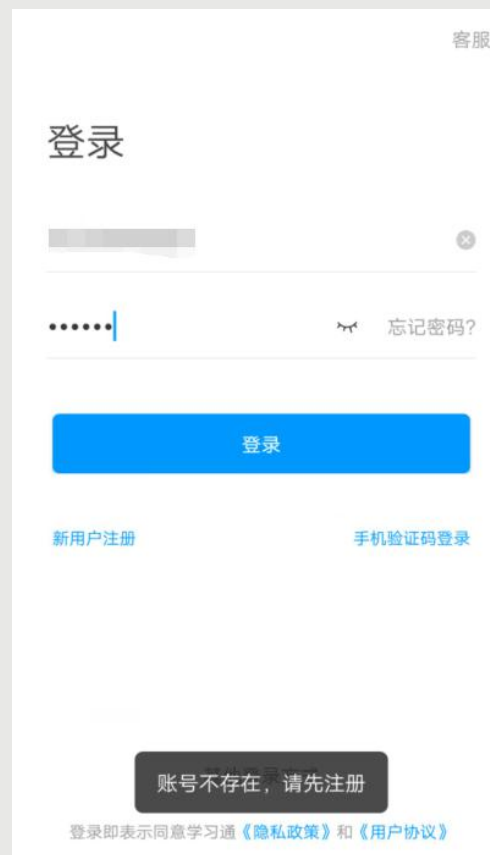 客服
登录
••••••
忘记密码?
登录
新用户注册
手机验证码登录
账号不存在，请先注册
登录即表示同意学习通《隐私政策》和《用户协议》